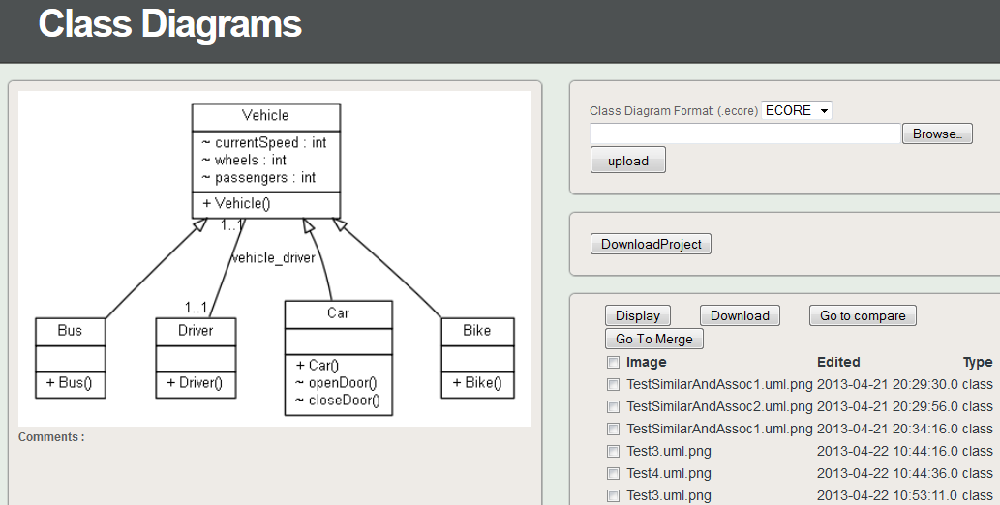 Class Diagrams
Vehicle
~ currentSpeed : int
~ wheels : int
~ passengers : int
+ Vehicle()
1..1
vehicle_driver
1..1
Bus
+ Bus()
Driver
+ Driver()
Car
+ Car()
~ openDoor()
~ closeDoor()
Bike
+ Bike()
Comments :
Class Diagram Format: (.ecore) ECORE
Browse...
upload
DownloadProject
Display Download Go to compare
Go To Merge
Image Edited Type
TestSimilarAndAssoc1.uml.png 2013-04-21 20:29:30.0 class
TestSimilarAndAssoc2.uml.png 2013-04-21 20:29:56.0 class
TestSimilarAndAssoc1.uml.png 2013-04-21 20:34:16.0 class
Test3.uml.png 2013-04-22 10:44:16.0 class
Test4.uml.png 2013-04-22 10:44:36.0 class
Test3.uml.png 2013-04-22 10:53:11.0 class